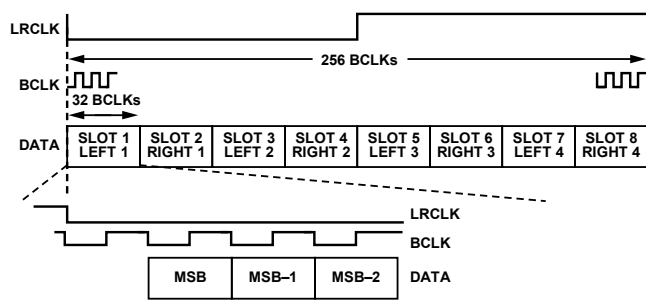 LRCLK
256 BCLKs
BCLK
32 BCLKs
DATA
SLOT 1 SLOT 2 SLOT 3 SLOT 4 SLOT 5 SLOT 6 SLOT 7 SLOT 8
LEFT 1 RIGHT 1 LEFT 2 RIGHT 2 LEFT 3 RIGHT 3 LEFT 4 RIGHT 4
LRCLK
BCLK
MSB MSB–1 MSB–2 DATA